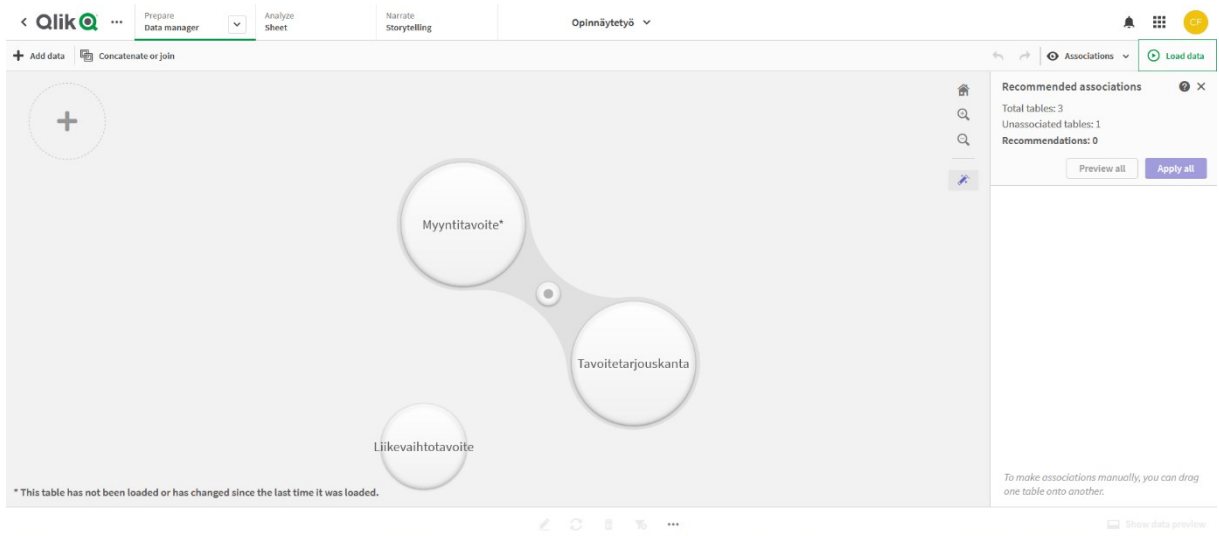 Qlik
Prepare
Data manager
Analyze
Sheet
Narrate
Storytelling
Opinnäytetyö
CF
Add data
Concatenate or join
Associations
Load data
Recommended associations
Total tables: 3
Unassociated tables: 1
Recommendations: 0
Preview all
Apply all
Myyntitavoite*
Tavoitetarjouskanta
Liikevaihtotavoite
To make associations manually, you can drag
one table onto another.
* This table has not been loaded or has changed since the last time it was loaded.
Show data preview